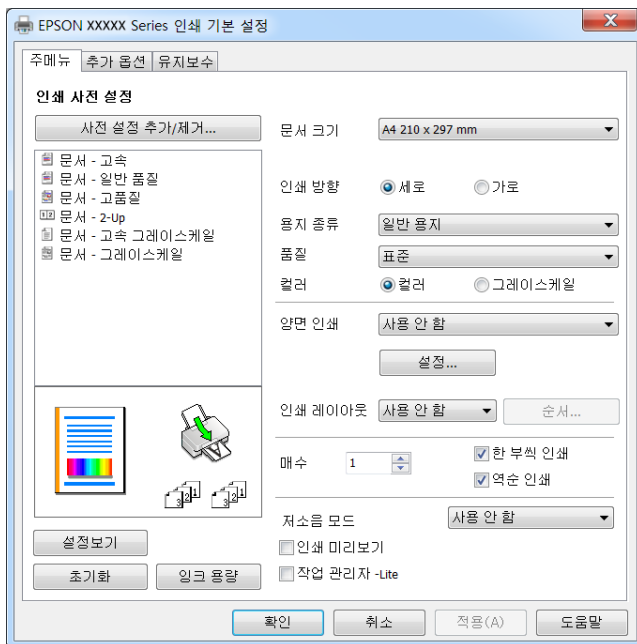 EPSON XXXXX Series 인쇄 기본 설정
주메뉴 추가 옵션 유지보수
인쇄 사전 설정
사전 설정 추가/제거...
문서 - 고속
문서 - 일반 품질
문서 - 고품질
문서 - 2-Up
문서 - 고속 그레이스케일
문서 - 그레이스케일
문서 크기 A4 210 x 297 mm
인쇄 방향 세로 가로
용지 종류 일반 용지
품질 표준
컬러 컬러 그레이스케일
양면 인쇄 사용 안 함
설정...
인쇄 레이아웃 사용 안 함 순서...
매수 1 한 부씩 인쇄
역순 인쇄
저소음 모드 사용 안 함
인쇄 미리보기
작업 관리자 -Lite
3 2 1 3 2 1
설정보기
초기화 잉크 용량
확인 취소 적용(A) 도움말